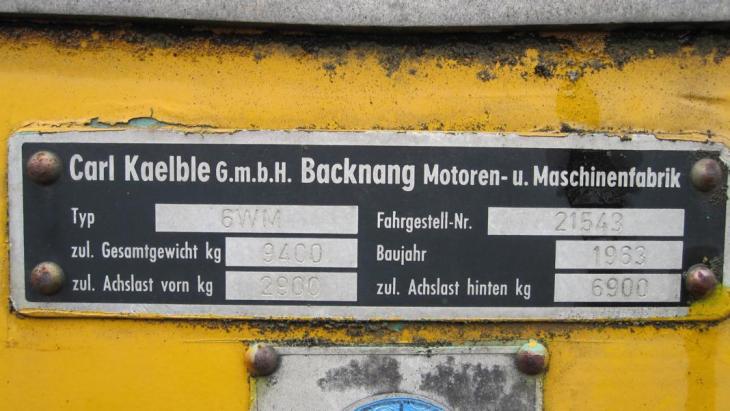 Carl Kaelble G.m.b.H. Backnang Motoren- u. Maschinenfabrik
Typ 6WM Fahrgestell-Nr. 21543
zul. Gesamtgewicht kg 9400 Baujahr 1963
zul. Achslast vorn kg 2900 zul. Achslast hinten kg 6900